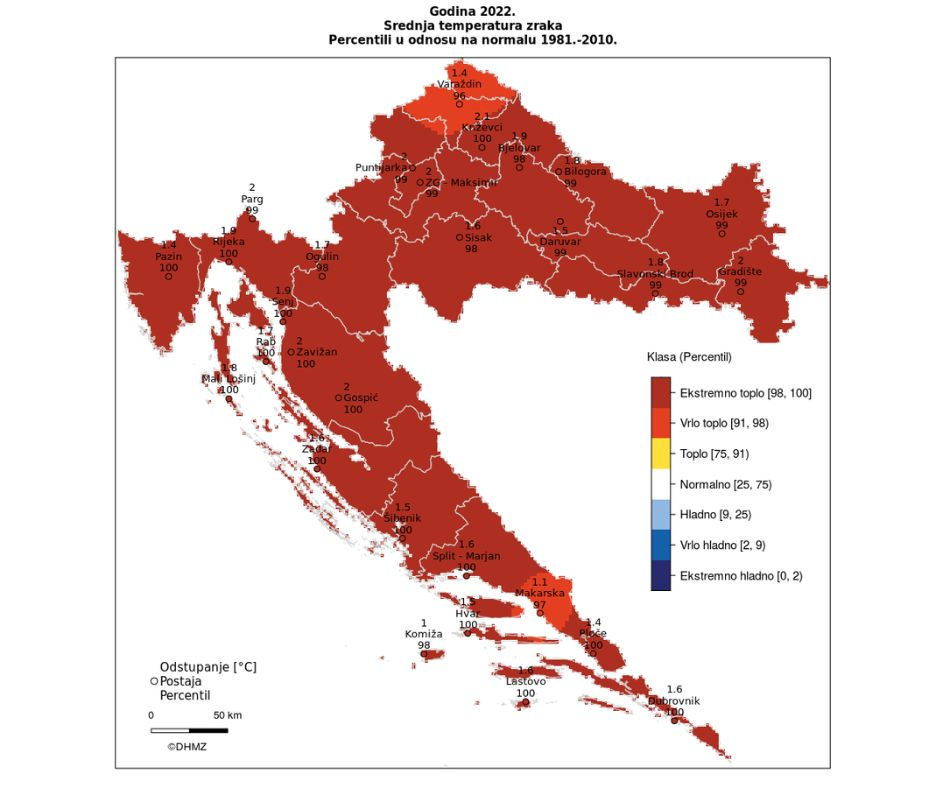 Godina 2022.
Srednja temperatura zraka
Percentili u odnosu na normalu 1981.-2010.
1.4
Varaždin
96
2.1
Križevci
100
1.9
Bjelovar
98
2
Puntijarka
99
2
ZG - Maksimir
99
1.8
Bilogora
99
2
Parg
99
1.7
Osijek
99
1.9
Rijeka
100
1.4
Pazin
100
1.7
Ogulin
98
1.6
Sisak
98
1.5
Daruvar
99
1.8
Slavonski Brod
99
2
Gradište
99
1.9
Senj
100
1.7
Rab
100
2
Zavižan
100
1.8
Mali Lošinj
100
2
Gospić
100
1.6
Zadar
100
1.5
Šibenik
100
1.6
Split - Marjan
100
1.1
Makarska
97
1.5
Hvar
100
1
Komiža
98
1.4
Ploče
100
1.6
Lastovo
100
1.6
Dubrovnik
100
Klasa (Percentil)
Ekstremno toplo [98, 100]
Vrlo toplo [91, 98)
Toplo [75, 91)
Normalno [25, 75)
Hladno [9, 25)
Vrlo hladno [2, 9)
Ekstremno hladno [0, 2)
Odstupanje [°C]
Postaja
Percentil
0 50 km
©DHMZ